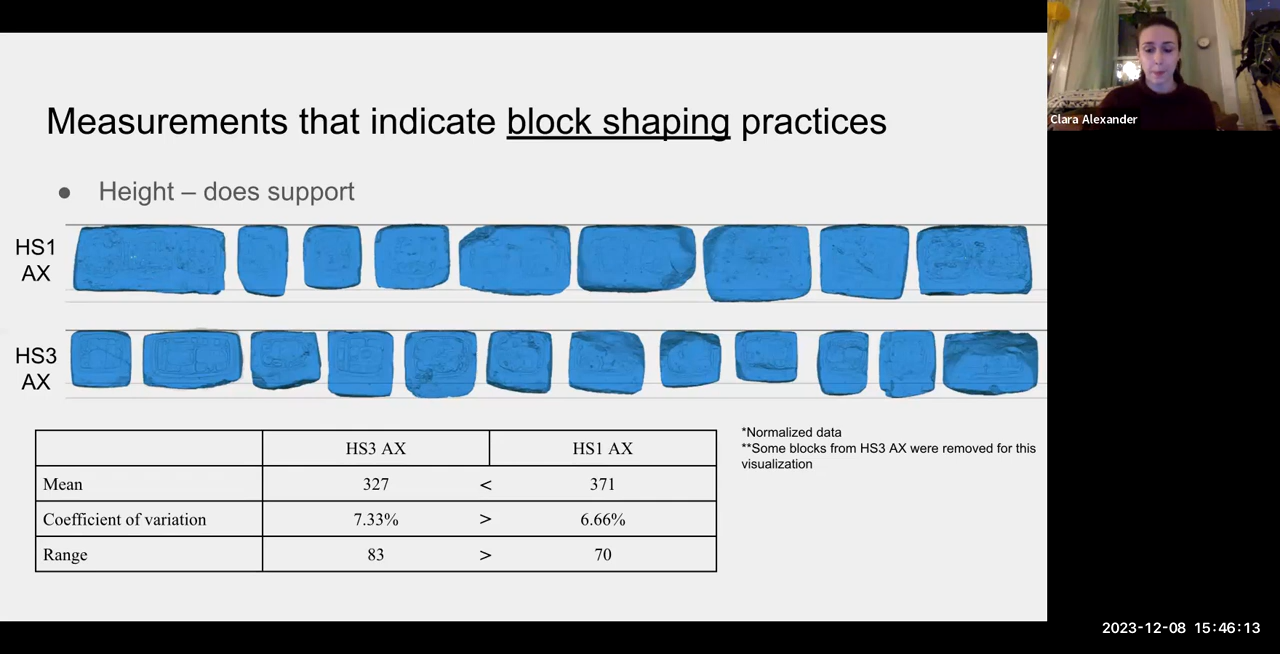 Measurements that indicate block shaping practices
● Height – does support
HS1
AX
HS3
AX
HS3 AX HS1 AX
Mean 327 < 371
Coefficient of variation 7.33% > 6.66%
Range 83 > 70
*Normalized data
**Some blocks from HS3 AX were removed for this
visualization
Clara Alexander
2023-12-08 15:46:13